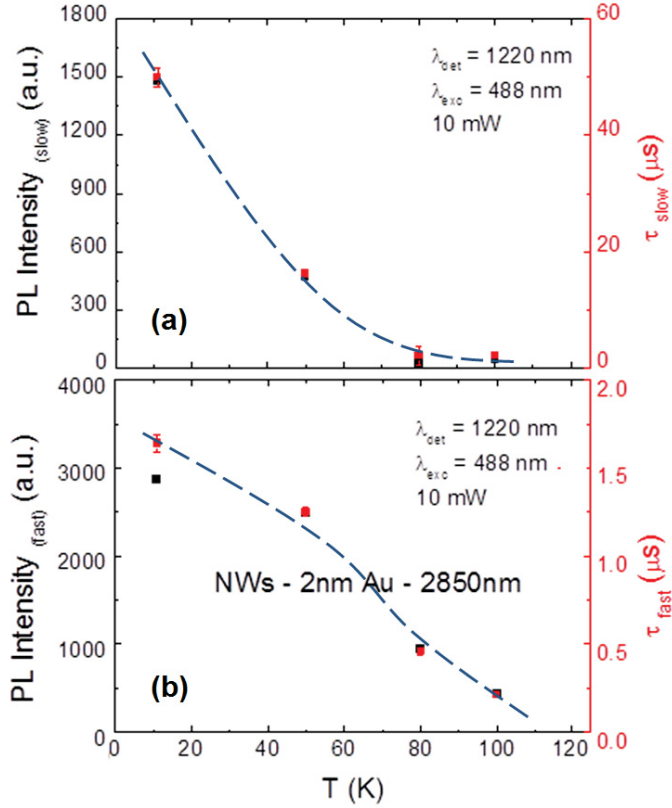 1800
1500
1200
900
600
300
0
PL Intensity (slow) (a.u.)
λdet = 1220 nm
λexc = 488 nm
10 mW
(a)
60
40
20
0
τ slow (μs)
4000
3000
2000
1000
0
PL Intensity (fast) (a.u.)
λdet = 1220 nm
λexc = 488 nm
10 mW
NWs - 2nm Au - 2850nm
(b)
2.0
1.5
1.0
0.5
0.0
τ fast (μs)
0 20 40 60 80 100 120
T (K)